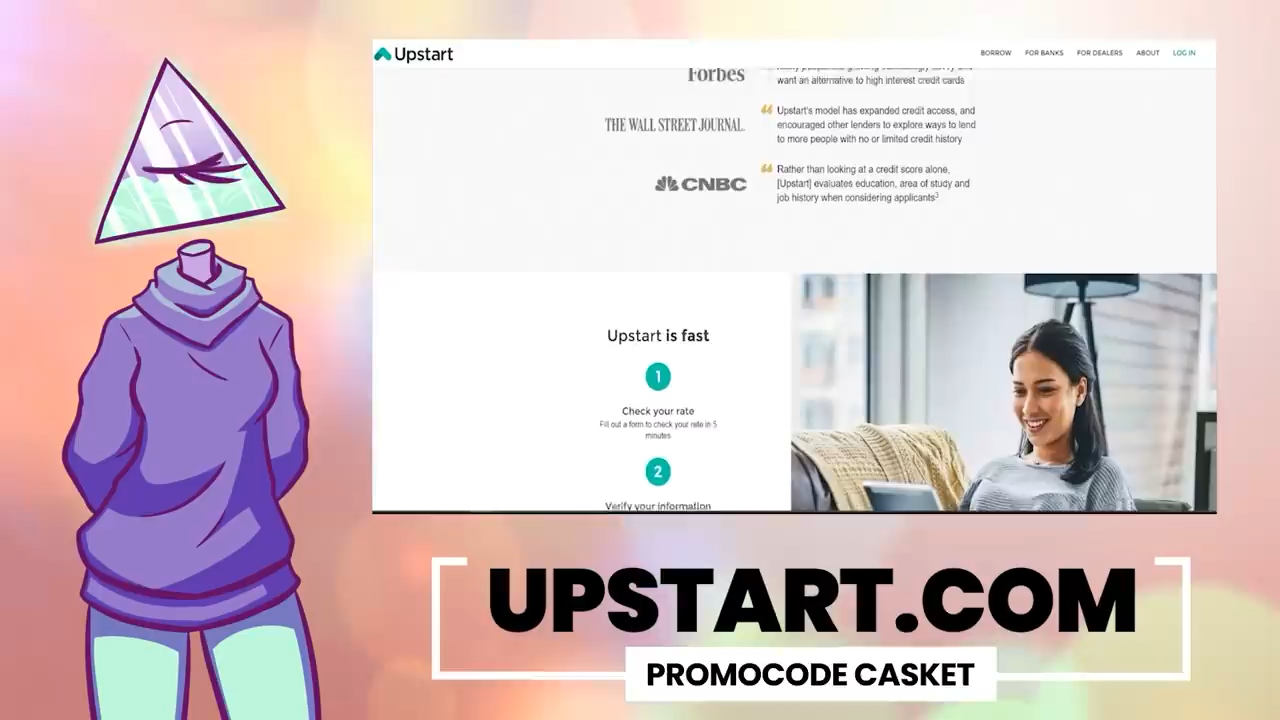 Upstart
BORROW FOR BANKS FOR DEALERS ABOUT LOG IN
Forbes
want an alternative to high interest credit cards
THE WALL STREET JOURNAL.
“ Upstart's model has expanded credit access, and
encouraged other lenders to explore ways to lend
to more people with no or limited credit history
CNBC
“ Rather than looking at a credit score alone,
[Upstart] evaluates education, area of study and
job history when considering applicants3
Upstart is fast
1
Check your rate
Fill out a form to check your rate in 5
minutes
2
Verify your information
UPSTART.COM
PROMOCODE CASKET